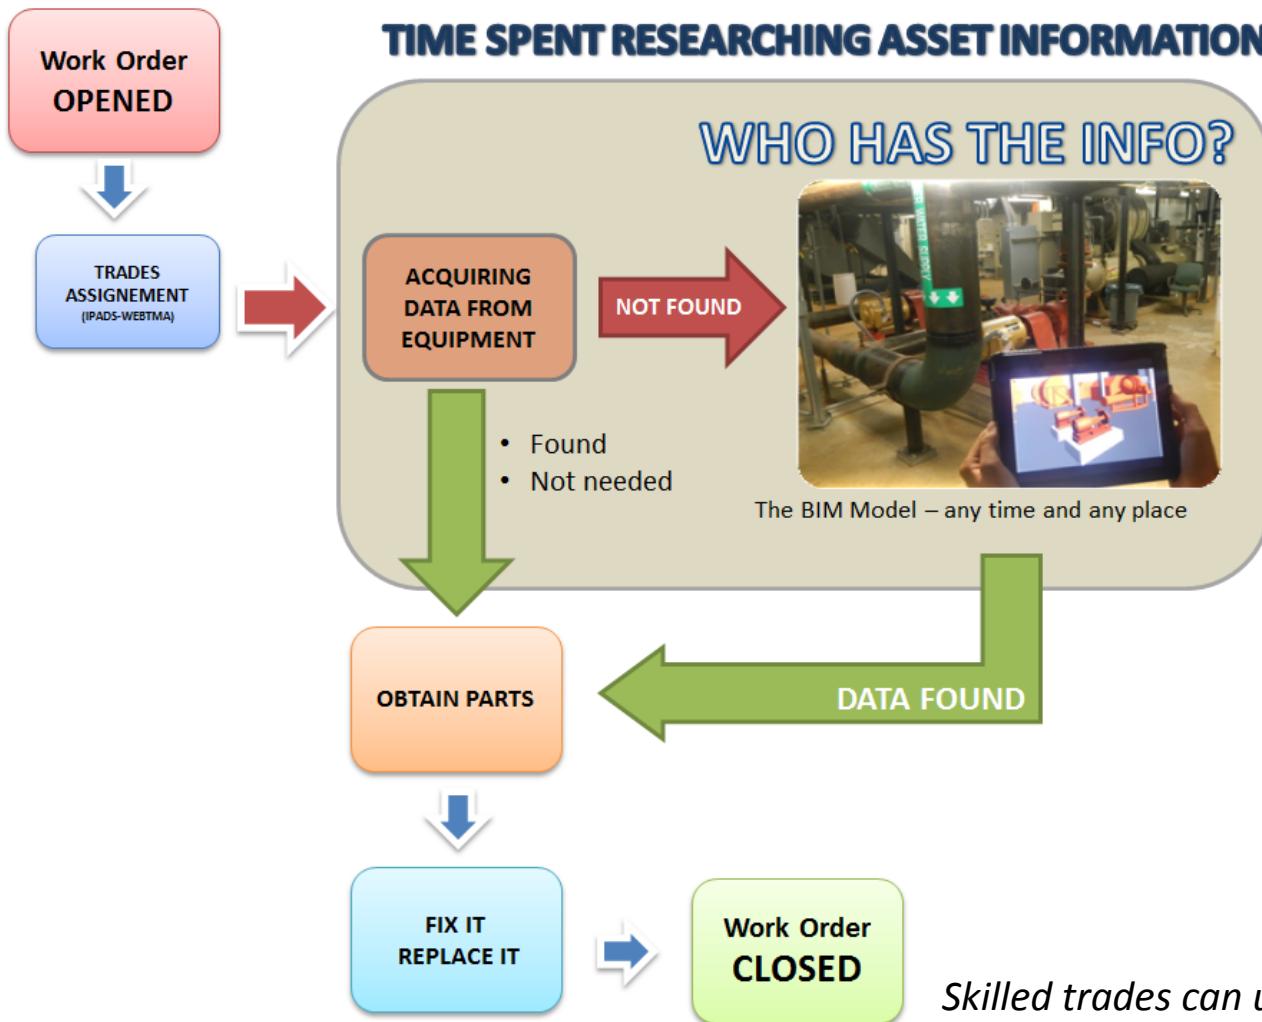 TIME SPENT RESEARCHING ASSET INFORMATION
Work Order
OPENED
WHO HAS THE INFO?
TRADES
ASSIGNEMENT
(IPADS-WEBTMA)
ACQUIRING
DATA FROM
EQUIPMENT
NOT FOUND
WATER SUPPLY
• Found
• Not needed
The BIM Model – any time and any place
OBTAIN PARTS
DATA FOUND
FIX IT
REPLACE IT
Work Order
CLOSED
Skilled trades can u